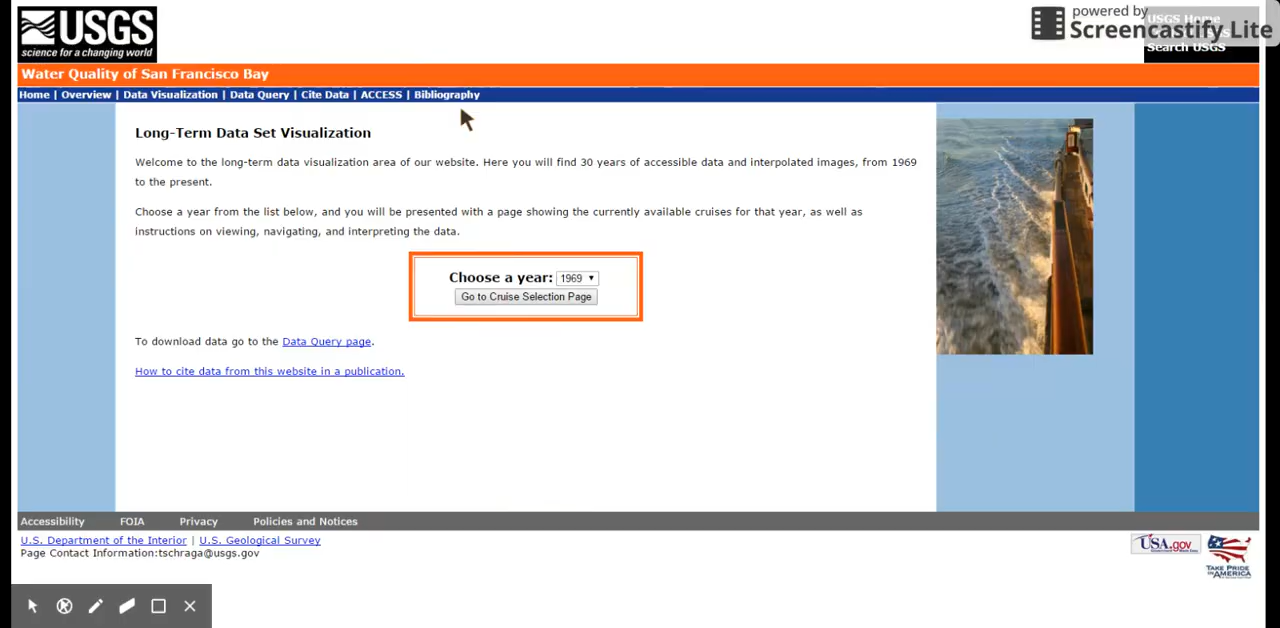 USGS
science for a changing world
powered by
Screencastify Lite
USGS Home
Search USGS
Water Quality of San Francisco Bay
Home | Overview | Data Visualization | Data Query | Cite Data | ACCESS | Bibliography
Long-Term Data Set Visualization
Welcome to the long-term data visualization area of our website. Here you will find 30 years of accessible data and interpolated images, from 1969
to the present.
Choose a year from the list below, and you will be presented with a page showing the currently available cruises for that year, as well as
instructions on viewing, navigating, and interpreting the data.
Choose a year: 1969
Go to Cruise Selection Page
To download data go to the Data Query page.
How to cite data from this website in a publication.
Accessibility FOIA Privacy Policies and Notices
U.S. Department of the Interior | U.S. Geological Survey
Page Contact Information:tschraga@usgs.gov
USA.gov
TAKE PRIDE
IN AMERICA